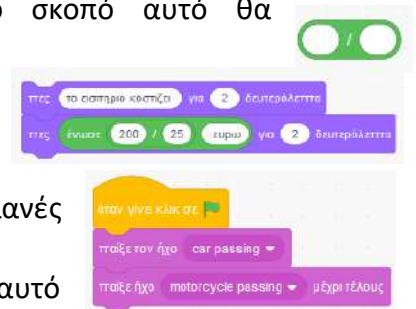 σκοπό αυτό θα
/
πες το εισιτήριο κοστίζει για 2 δευτερόλεπτα
πες ένωσε 200 / 25 ευρώ για 2 δευτερόλεπτα
ιανές
όταν γίνει κλικ σε
παίξε τον ήχο car passing
αυτό
παίξε ήχο motorcycle passing μέχρι τέλους